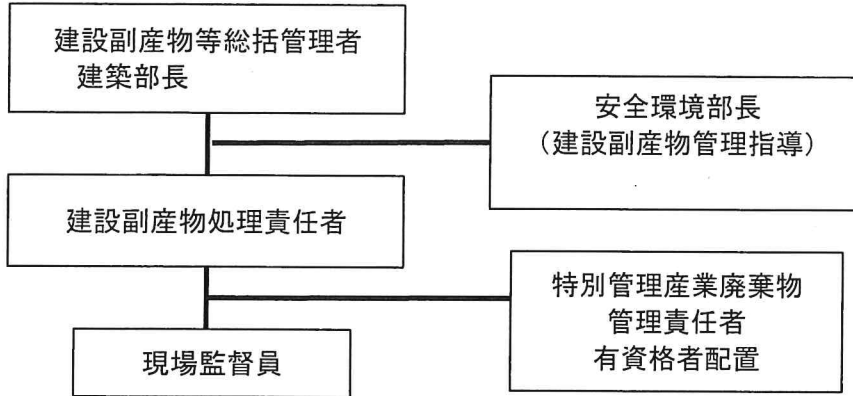 建設副産物等総括管理者
建築部長
安全環境部長
（建設副産物管理指導）
建設副産物処理責任者
特別管理産業廃棄物
管理責任者
有資格者配置
現場監督員